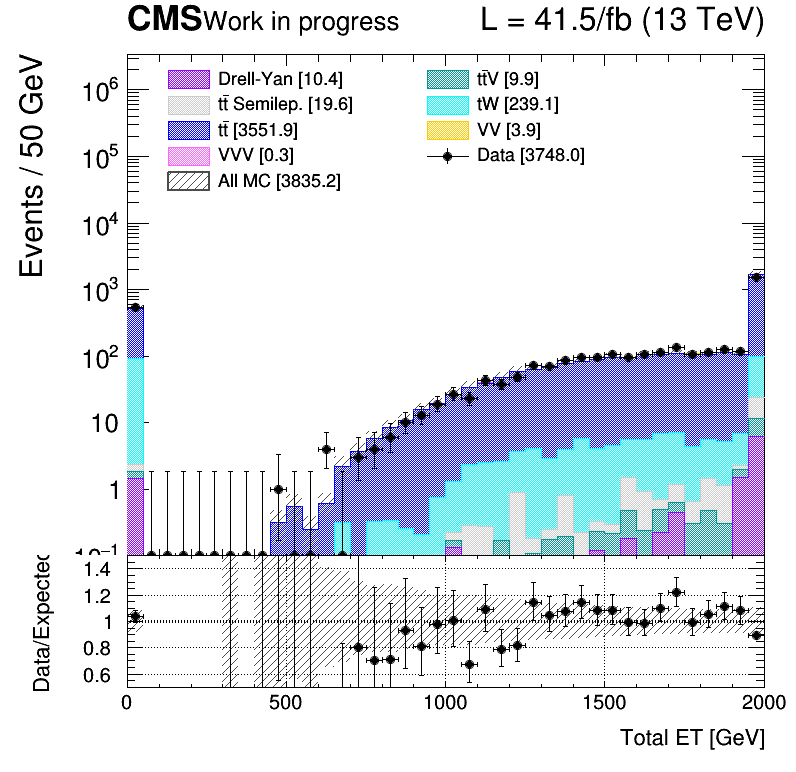 CMS Work in progress L = 41.5/fb (13 TeV)
Events / 50 GeV
Drell-Yan [10.4]
tt̄ Semilep. [19.6]
tt̄ [3551.9]
VVV [0.3]
All MC [3835.2]
tt̄V [9.9]
tW [239.1]
VV [3.9]
Data [3748.0]
10⁶
10⁵
10⁴
10³
10²
10
1
10⁻¹
Data/Expected
1.4
1.2
1
0.8
0.6
0 500 1000 1500 2000
Total ET [GeV]